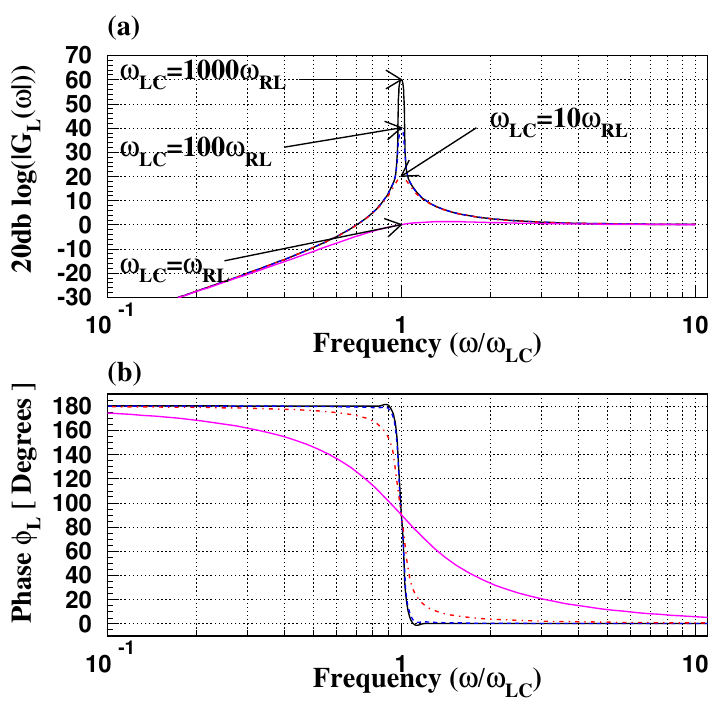 (a)
20db log(|G_L(ω|))
70
60
50
40
30
20
10
0
-10
-20
-30
ω_LC=1000ω_RL
ω_LC=100ω_RL
ω_LC=10ω_RL
ω_LC=ω_RL
10^-1
1
10
Frequency (ω/ω_LC)
(b)
Phase ϕ_L [ Degrees ]
180
160
140
120
100
80
60
40
20
0
10^-1
1
10
Frequency (ω/ω_LC)